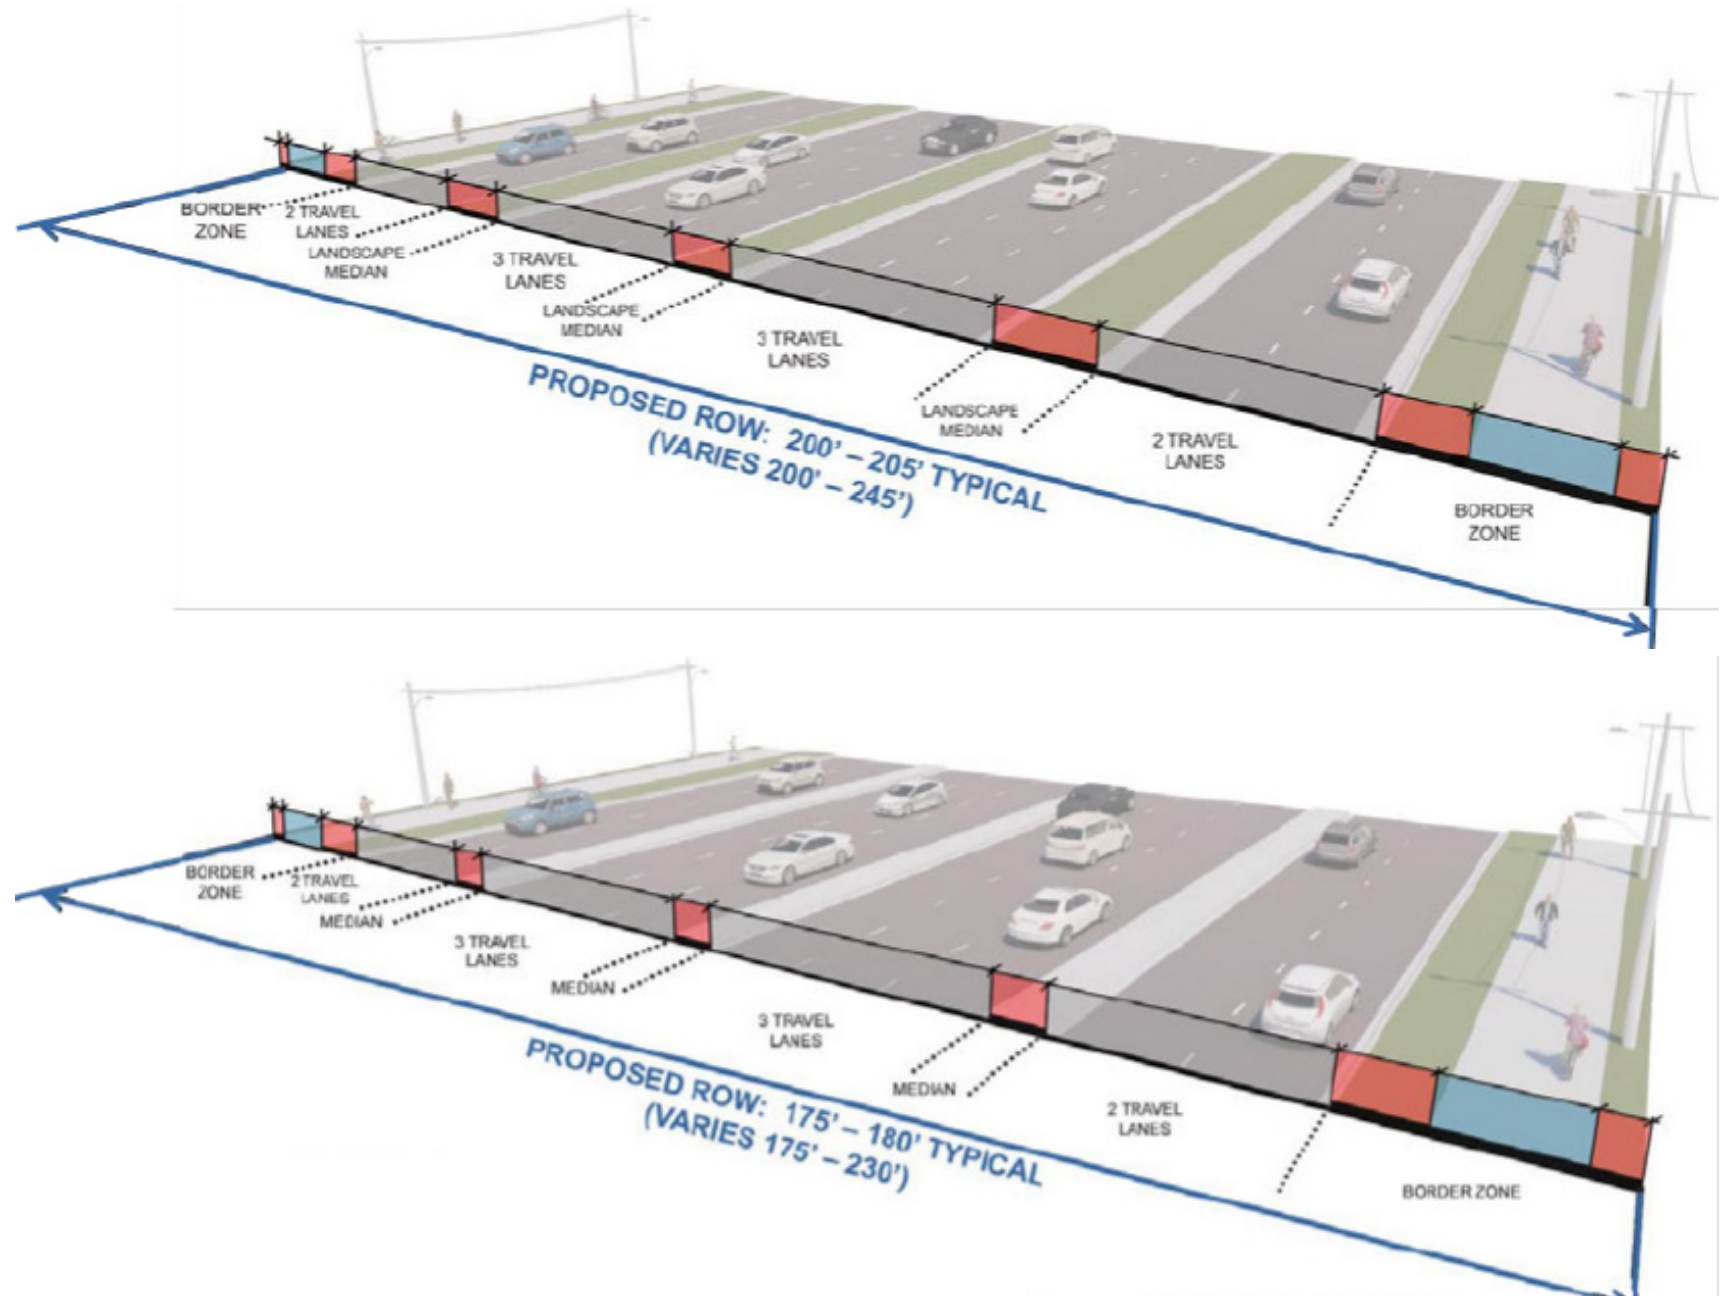 BORDER
ZONE
2 TRAVEL
LANES
LANDSCAPE
MEDIAN
3 TRAVEL
LANES
LANDSCAPE
MEDIAN
3 TRAVEL
LANES
LANDSCAPE
MEDIAN
2 TRAVEL
LANES
BORDER
ZONE
PROPOSED ROW: 200' – 205' TYPICAL
(VARIES 200' – 245')
BORDER
ZONE
2 TRAVEL
LANES
MEDIAN
3 TRAVEL
LANES
MEDIAN
3 TRAVEL
LANES
MEDIAN
2 TRAVEL
LANES
BORDER ZONE
PROPOSED ROW: 175' – 180' TYPICAL
(VARIES 175' – 230')